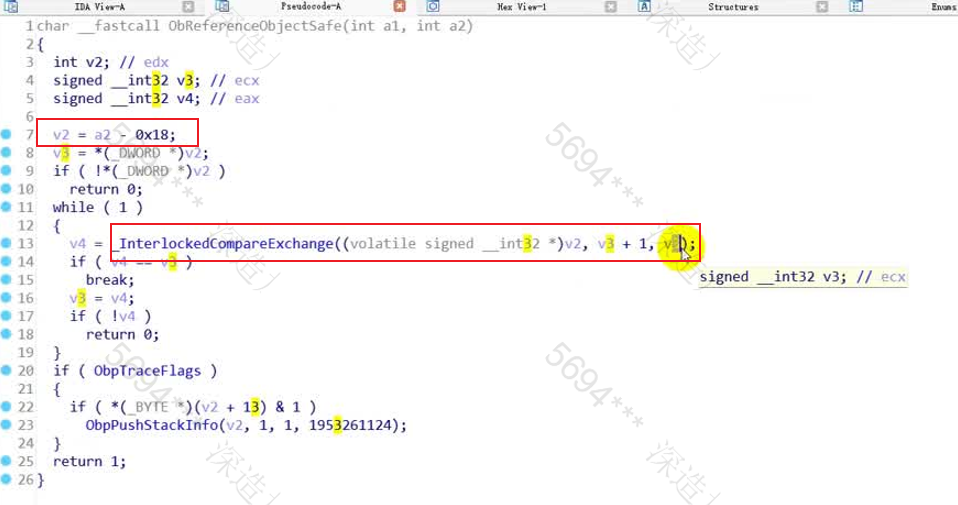 IDA View-A Pseudocode-A Hex View-1 Structures Enums
1 char __fastcall ObReferenceObjectSafe(int a1, int a2)
2 {
3 int v2; // edx
4 signed __int32 v3; // ecx
5 signed __int32 v4; // eax
6
7 v2 = a2 - 0x18;
8 v3 = *(_DWORD *)v2;
9 if ( !*(_DWORD *)v2 )
10 return 0;
11 while ( 1 )
12 {
13 v4 = _InterlockedCompareExchange((volatile signed __int32 *)v2, v3 + 1, v3);
14 if ( v4 == v3 )
signed __int32 v3; // ecx
15 break;
16 v3 = v4;
17 if ( !v4 )
18 return 0;
19 }
20 if ( ObpTraceFlags )
21 {
22 if ( *(_BYTE *)(v2 + 13) & 1 )
23 ObpPushStackInfo(v2, 1, 1, 1953261124);
24 }
25 return 1;
26 }
5694***
5694***
5694***
5694***
深造
深造
深造
深造
深造
深造